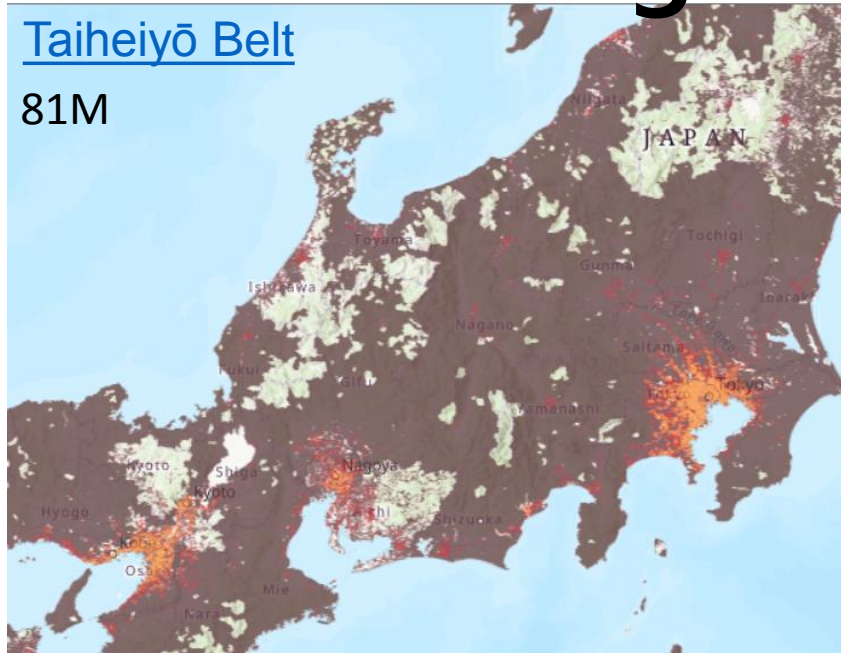 Taiheiyō Belt
81M
Niigata
JAPAN
Toyama
Tochigi
Gunma
Ishikawa
Ibaraki
Nagano
Saitama
Fukui
Gifu
Tokyo
Yamanashi
Kyoto
Shiga
Nagoya
Kyoto
Hyogo
Aichi
Shizuoka
Kobe
Mie
Nara